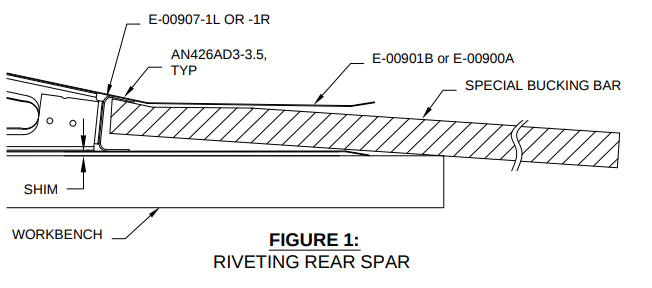 E-00907-1L OR -1R
AN426AD3-3.5,
TYP
E-00901B or E-00900A
SPECIAL BUCKING BAR
SHIM
WORKBENCH
FIGURE 1:
RIVETING REAR SPAR